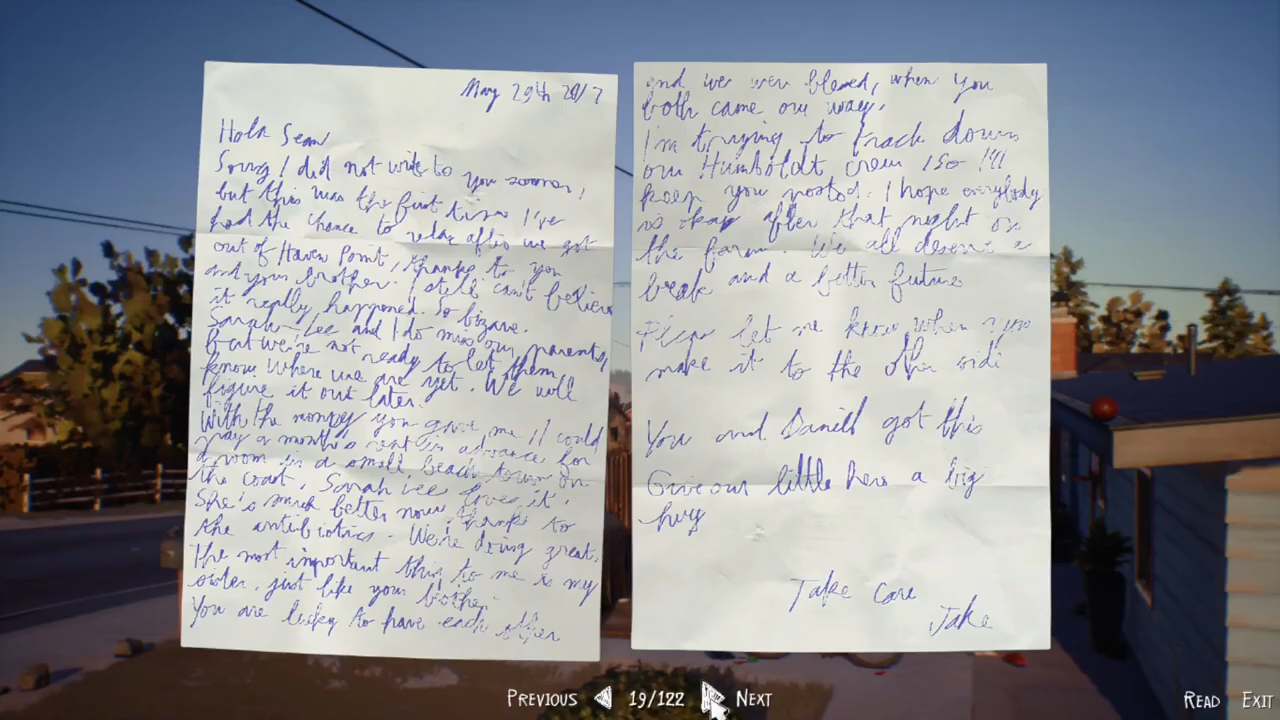 May 29th 2017
Hola Sean
Sorry I did not write to you sooner,
but this was the first time I've
had the chance to relax after we got
out of Haven Point, thanks to you
and your brother. I still can't believe
it really happened. So bizare.
Sarah-Lee and I do miss our parents,
but we're not ready to let them
know where we are yet. We will
figure it out later.
With the money you gave me I could
pay a month's rent in advance for
a room in a small beach town on
the coast. Sarah Lee loves it.
She's much better now, thanks to
the antibiotics. We're doing great.
the most important thing to me is my
sister, just like your brother.
You are lucky to have each other
and we were blessed, when you
both came our way.
I'm trying to track down
our Humboldt crew, so I'll
keep you posted. I hope everybody
is okay after that night on
the farm. We all deserve a
break and a better future
Please let me know when you
make it to the other side
You and Daniel got this
Give our little hero a big
hug
Take care
Jake
PREVIOUS 19/122 NEXT
READ EXIT